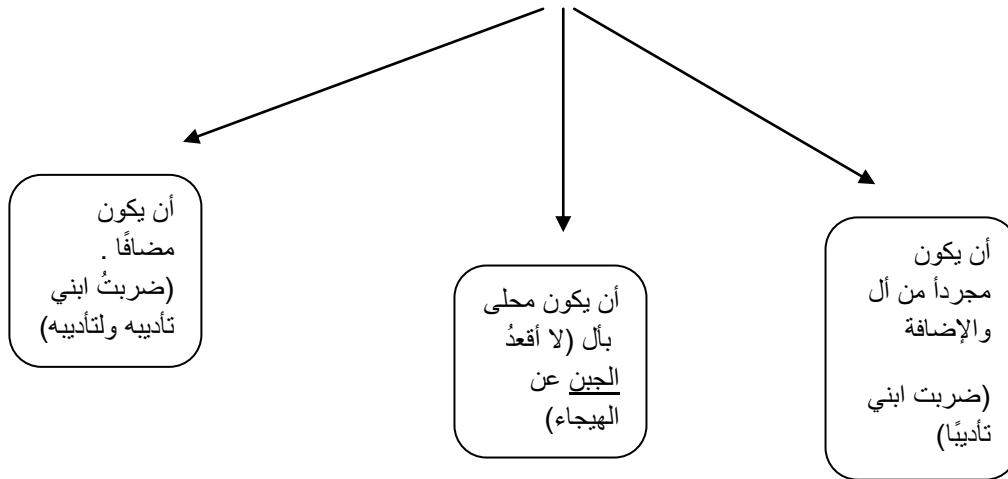 أن يكون
مجردأ من أل
والإضافة
(ضربت ابني
تأديبًا)
أن يكون محلى
بأل (لا أقعدُ
الجبن عن
الهيجاء)
أن يكون
مضافًا .
(ضربتُ ابني
تأديبه ولتأديبه)